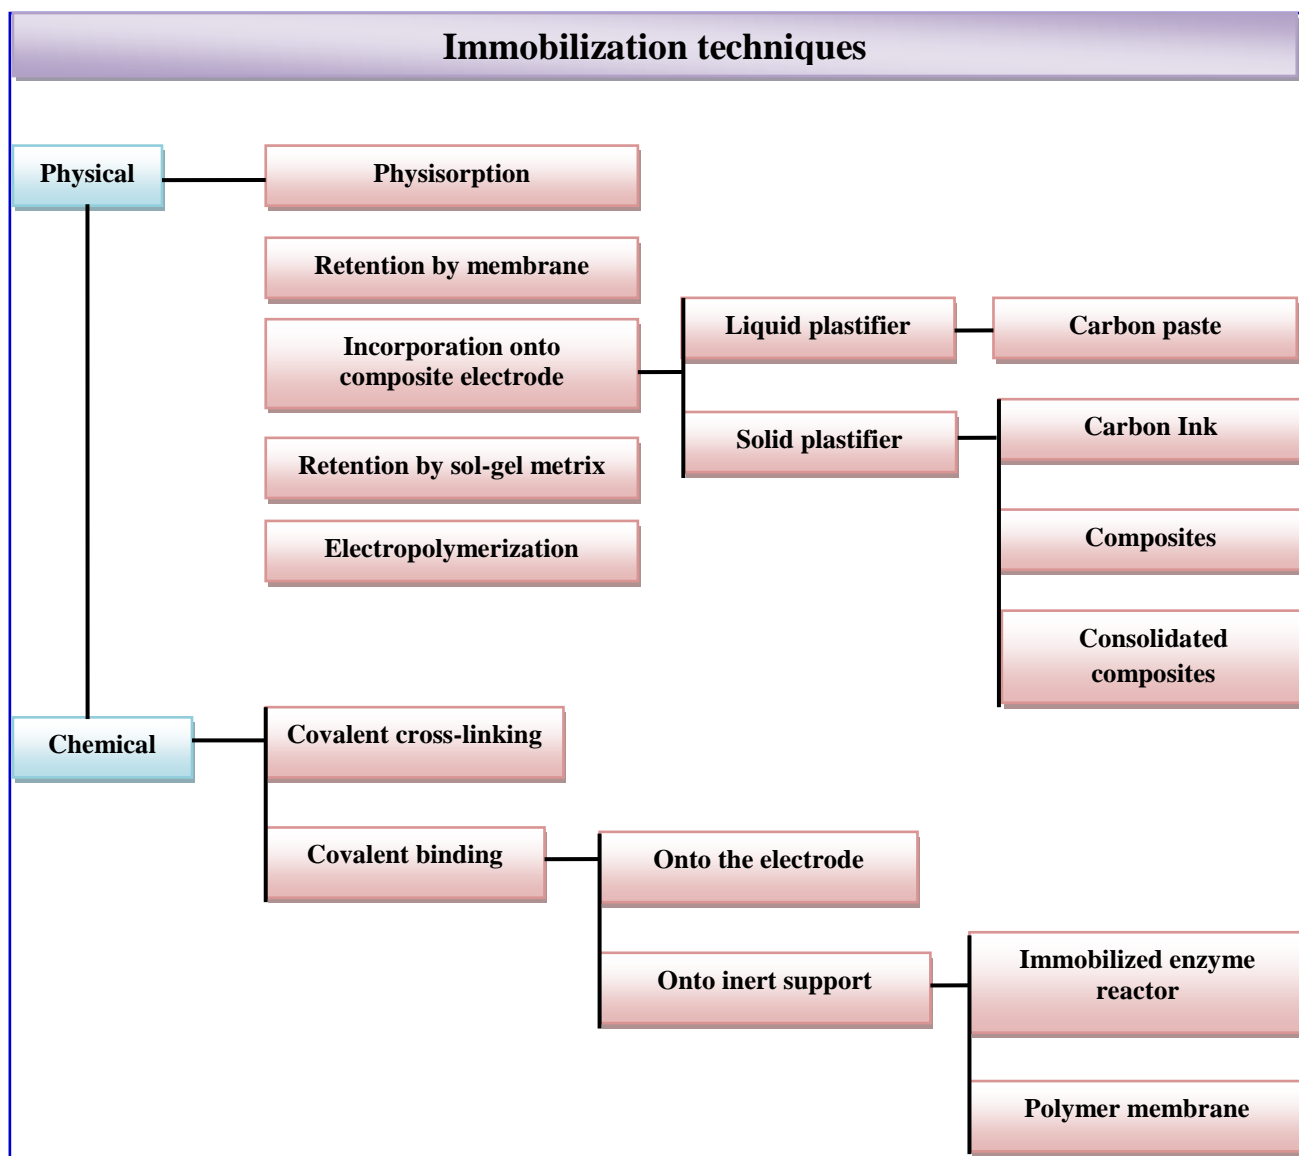 Immobilization techniques
Physical
Physisorption
Retention by membrane
Incorporation onto
composite electrode
Liquid plastifier
Carbon paste
Solid plastifier
Carbon Ink
Retention by sol-gel metrix
Composites
Electropolymerization
Consolidated
composites
Chemical
Covalent cross-linking
Covalent binding
Onto the electrode
Onto inert support
Immobilized enzyme
reactor
Polymer membrane